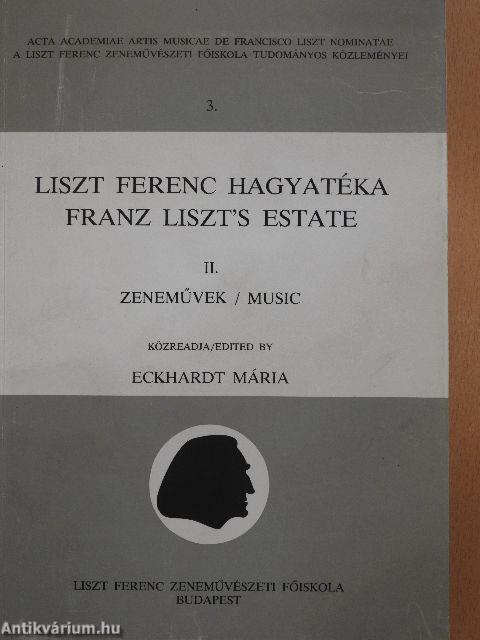 ACTA ACADEMIAE ARTIS MUSICAE DE FRANCISCO LISZT NOMINATAE
A LISZT FERENC ZENEMŰVÉSZETI FŐISKOLA TUDOMÁNYOS KÖZLEMÉNYEI
3.
LISZT FERENC HAGYATÉKA
FRANZ LISZT'S ESTATE
II.
ZENEMŰVEK / MUSIC
KÖZREADJA/EDITED BY
ECKHARDT MÁRIA
LISZT FERENC ZENEMŰVÉSZETI FŐISKOLA
BUDAPEST
Antikvárium.hu